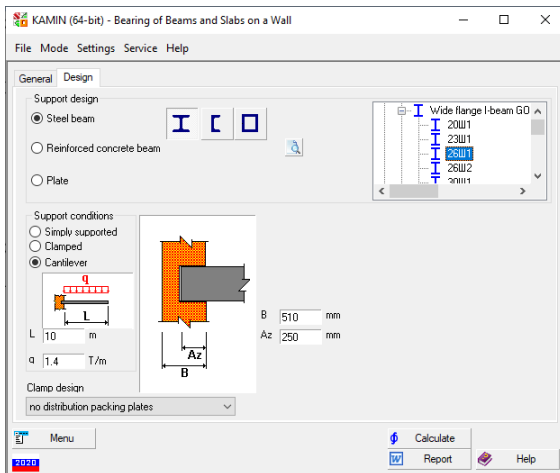 KAMIN (64-bit) - Bearing of Beams and Slabs on a Wall
File Mode Settings Service Help
General Design
Support design
Steel beam
Reinforced concrete beam
Plate
Wide flange I-beam GO
20Ш1
23Ш1
26Ш1
26Ш2
30Ш1
Support conditions
Simply supported
Clamped
Cantilever
q
L
L 10 m
q 1.4 T/m
Az
B
B 510 mm
Az 250 mm
Clamp design
no distribution packing plates
Menu
Calculate
Report
Help
2020